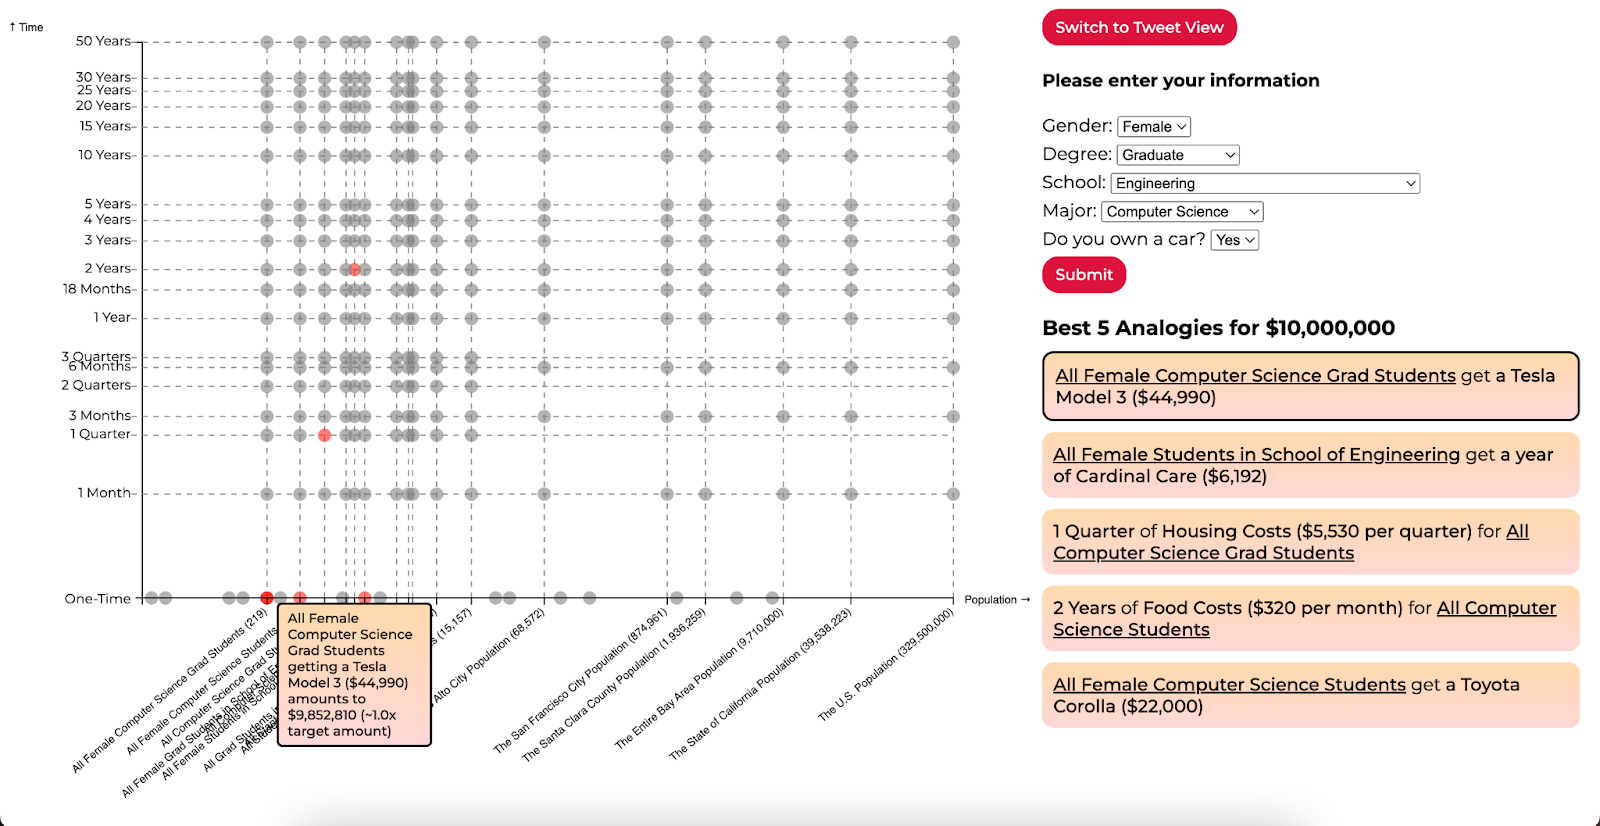 ↑ Time
50 Years
30 Years
25 Years
20 Years
15 Years
10 Years
5 Years
4 Years
3 Years
2 Years
18 Months
1 Year
3 Quarters
6 Months
2 Quarters
3 Months
1 Quarter
1 Month
One-Time
Population →
All Female Computer Science Grad Students (219)
All Female Computer Science Students
All Computer Science Grad
All Female Grad Students in School of
All Female Students in School
All Grad Students
(15,157)
Alto City Population (68,572)
The San Francisco City Population (874,961)
The Santa Clara County Population (1,936,259)
The Entire Bay Area Population (9,710,000)
The State of California Population (39,538,223)
The U.S. Population (329,500,000)
All Female
Computer Science
Grad Students
getting a Tesla
Model 3 ($44,990)
amounts to
$9,852,810 (~1.0x
target amount)
Switch to Tweet View
Please enter your information
Gender: Female
Degree: Graduate
School: Engineering
Major: Computer Science
Do you own a car? Yes
Submit
Best 5 Analogies for $10,000,000
All Female Computer Science Grad Students get a Tesla
Model 3 ($44,990)
All Female Students in School of Engineering get a year
of Cardinal Care ($6,192)
1 Quarter of Housing Costs ($5,530 per quarter) for All
Computer Science Grad Students
2 Years of Food Costs ($320 per month) for All Computer
Science Students
All Female Computer Science Students get a Toyota
Corolla ($22,000)